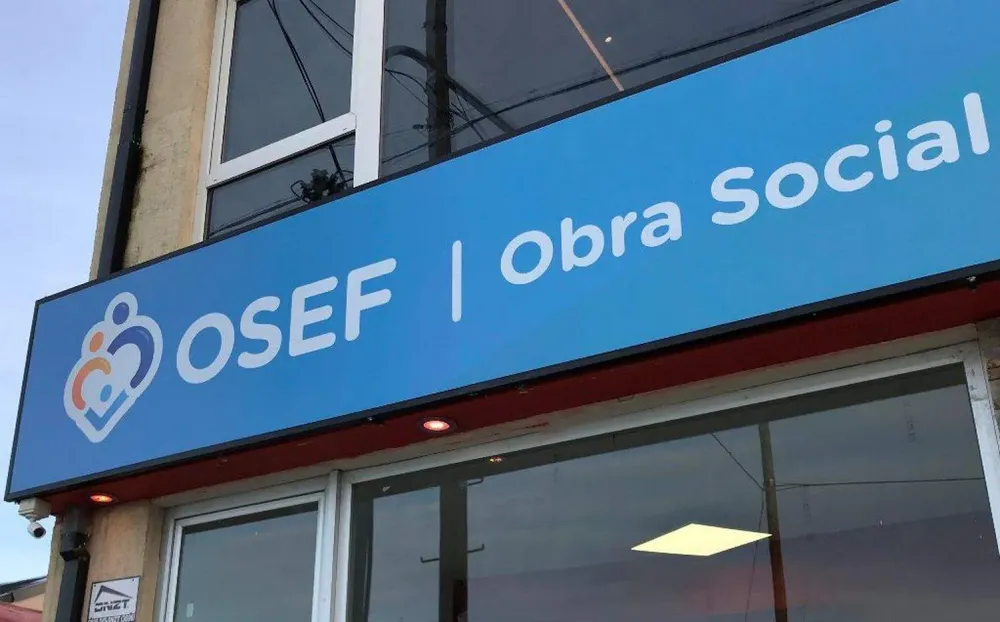 OSEF | Obra Social